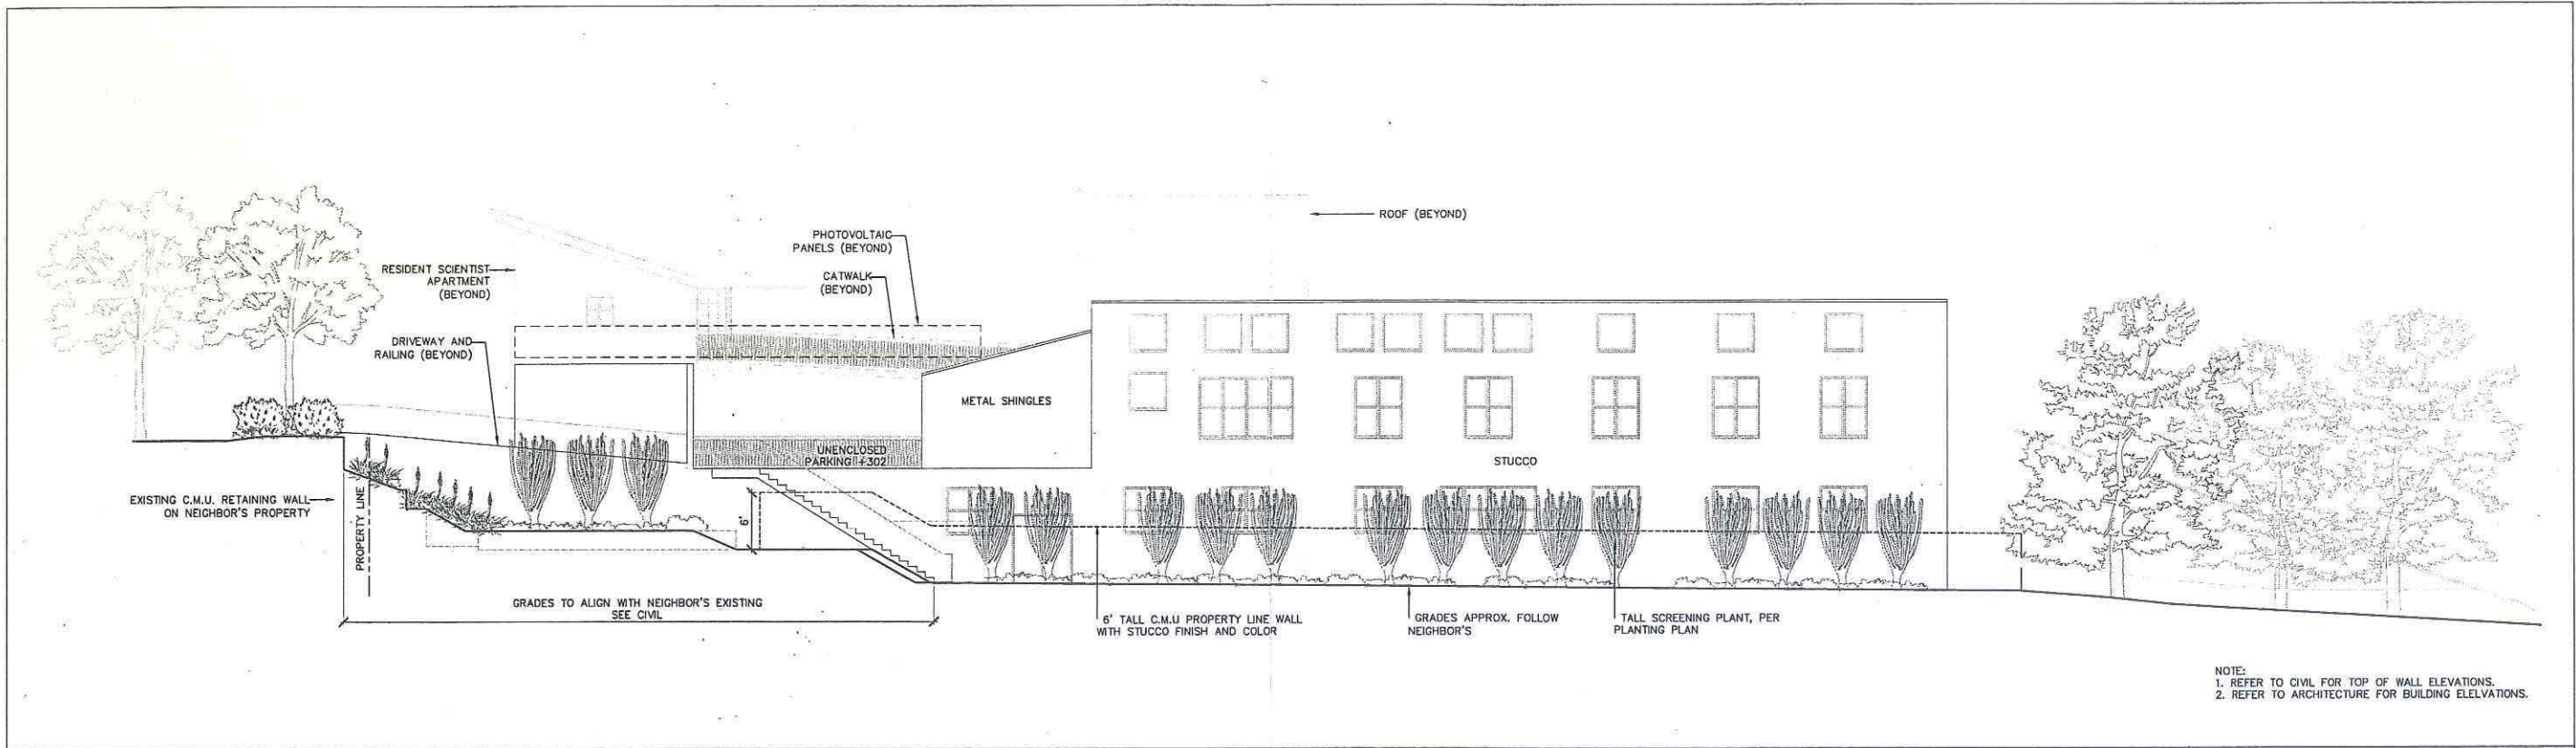 ROOF (BEYOND)
PHOTOVOLTAIC
PANELS (BEYOND)
RESIDENT SCIENTIST
APARTMENT
(BEYOND)
CATWALK
(BEYOND)
DRIVEWAY AND
RAILING (BEYOND)
METAL SHINGLES
UNENCLOSED
PARKING +302
STUCCO
EXISTING C.M.U. RETAINING WALL
ON NEIGHBOR'S PROPERTY
PROPERTY LINE
6'
GRADES TO ALIGN WITH NEIGHBOR'S EXISTING
SEE CIVIL
6' TALL C.M.U PROPERTY LINE WALL
WITH STUCCO FINISH AND COLOR
GRADES APPROX. FOLLOW
NEIGHBOR'S
TALL SCREENING PLANT, PER
PLANTING PLAN
NOTE:
1. REFER TO CIVIL FOR TOP OF WALL ELEVATIONS.
2. REFER TO ARCHITECTURE FOR BUILDING ELELVATIONS.